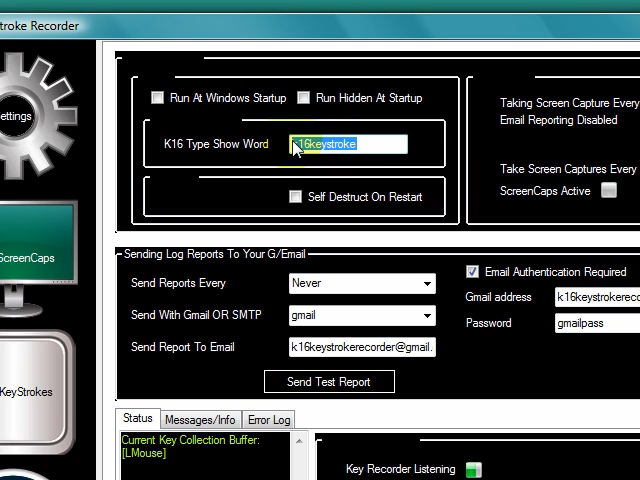 troke Recorder
Run At Windows Startup
Run Hidden At Startup
K16 Type Show Word
k16keystroke
Self Destruct On Restart
Taking Screen Capture Every
Email Reporting Disabled
Take Screen Captures Every
ScreenCaps Active
ettings
ScreenCaps
KeyStrokes
Sending Log Reports To Your G/Email
Send Reports Every
Never
Send With Gmail OR SMTP
gmail
Send Report To Email
k16keystrokerecorder@gmail.
Send Test Report
Email Authentication Required
Gmail address
k16keystrokereco
Password
gmailpass
Status
Messages/Info
Error Log
Current Key Collection Buffer:
[LMouse]
Key Recorder Listening